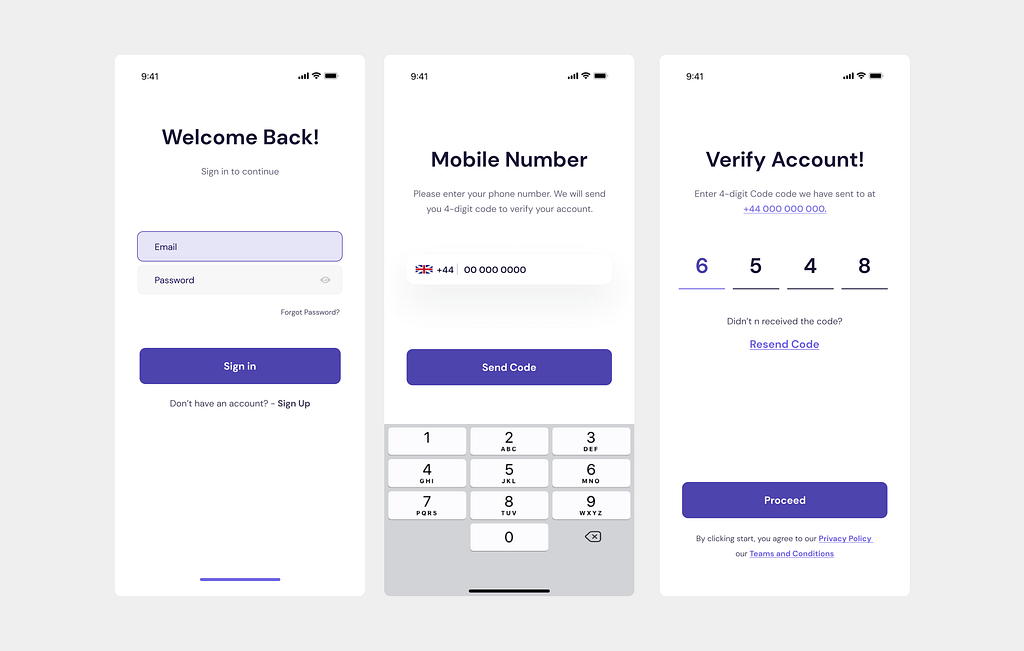 9:41
Welcome Back!
Sign in to continue
Email
Password
Forgot Password?
Sign in
Don't have an account? - Sign Up
9:41
Mobile Number
Please enter your phone number. We will send
you 4-digit code to verify your account.
+44 00 000 0000
Send Code
1 2 ABC 3 DEF
4 GHI 5 JKL 6 MNO
7 PQRS 8 TUV 9 WXYZ
0
9:41
Verify Account!
Enter 4-digit Code code we have sent to at
+44 000 000 000.
6 5 4 8
Didn't n received the code?
Resend Code
Proceed
By clicking start, you agree to our Privacy Policy
our Terms and Conditions